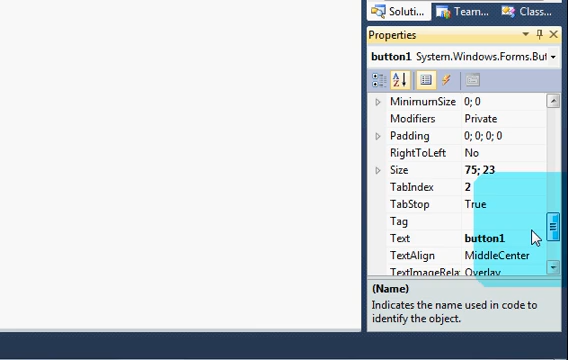 Soluti... Team... Class...
Properties
button1 System.Windows.Forms.But
MinimumSize 0; 0
Modifiers Private
Padding 0; 0; 0; 0
RightToLeft No
Size 75; 23
TabIndex 2
TabStop True
Tag
Text button1
TextAlign MiddleCenter
TextImageRela Overlay
(Name)
Indicates the name used in code to
identify the object.